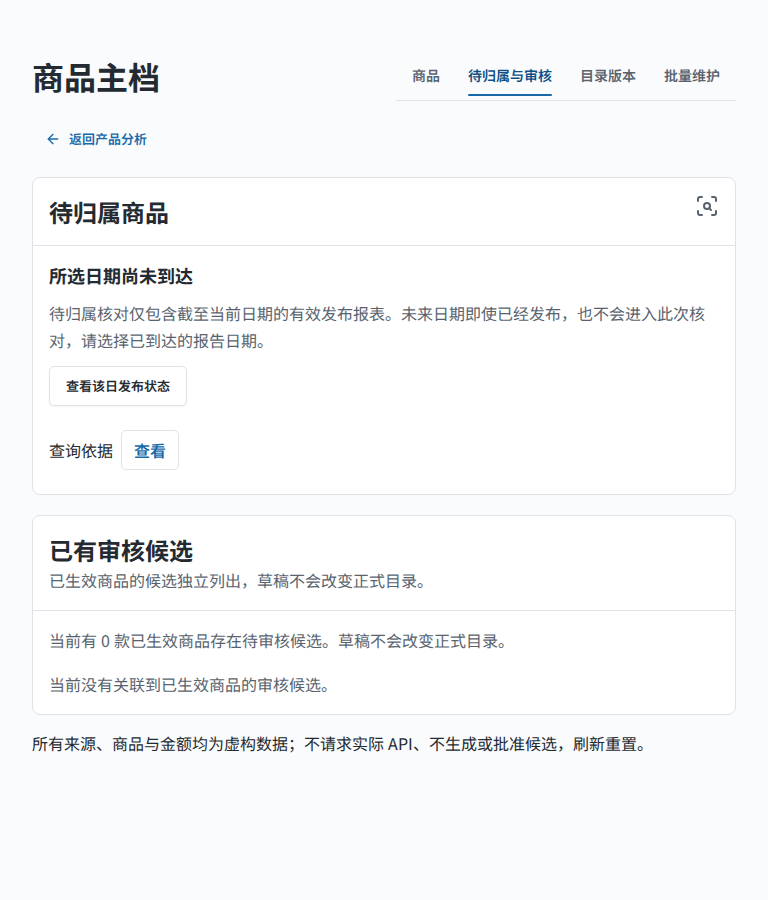 商品主档
商品
待归属与审核
目录版本
批量维护
返回产品分析
待归属商品
所选日期尚未到达
待归属核对仅包含截至当前日期的有效发布报表。未来日期即使已经发布，也不会进入此次核
对，请选择已到达的报告日期。
查看该日发布状态
查询依据 查看
已有审核候选
已生效商品的候选独立列出，草稿不会改变正式目录。
当前有 0 款已生效商品存在待审核候选。草稿不会改变正式目录。
当前没有关联到已生效商品的审核候选。
所有来源、商品与金额均为虚构数据；不请求实际 API、不生成或批准候选，刷新重置。